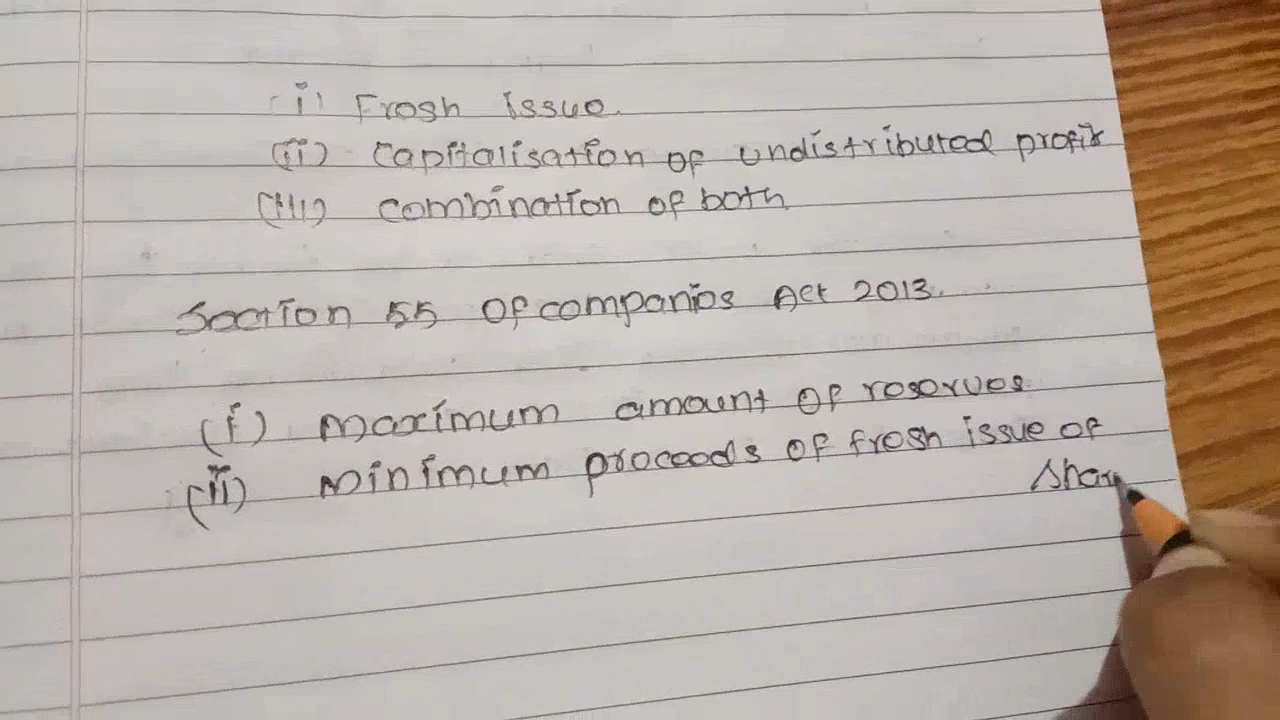 (i) Fresh issue
(ii) capitalisation of undistributed profit
(iii) combination of both
Section 55 of companies Act 2013.
(i) maximum amount of reserves
(ii) Minimum proceeds of fresh issue of
Shar